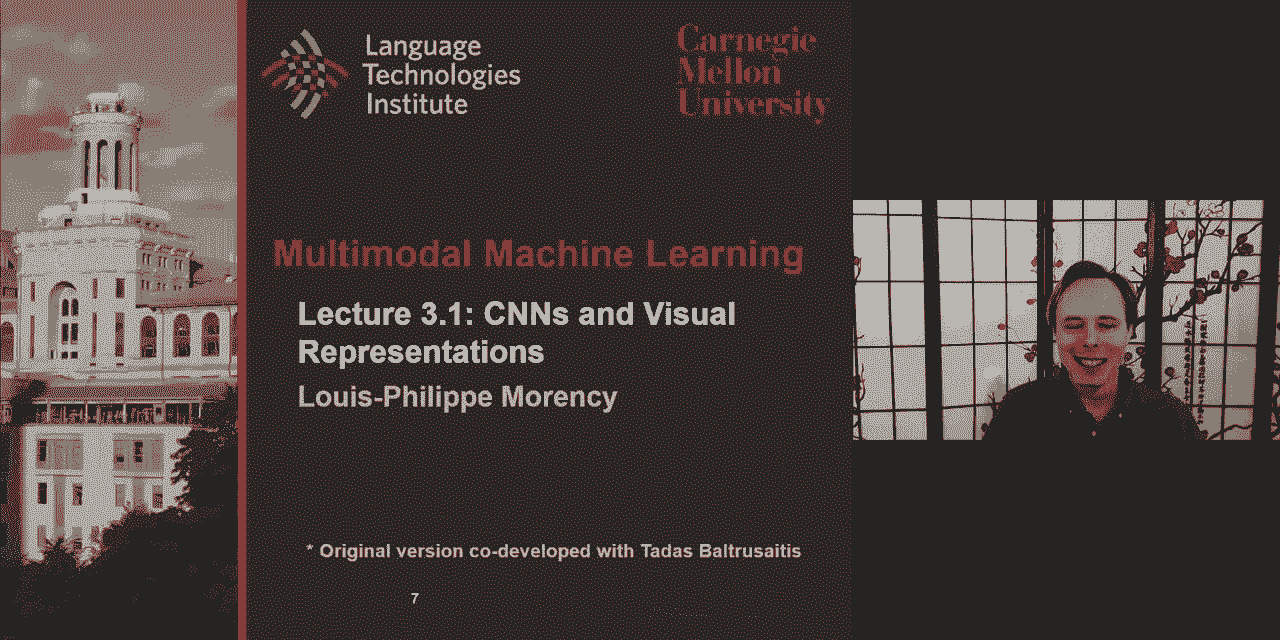 Language
Technologies
Institute
Carnegie
Mellon
University
Multimodal Machine Learning
Lecture 3.1: CNNs and Visual
Representations
Louis-Philippe Morency
* Original version co-developed with Tadas Baltrusaitis
7